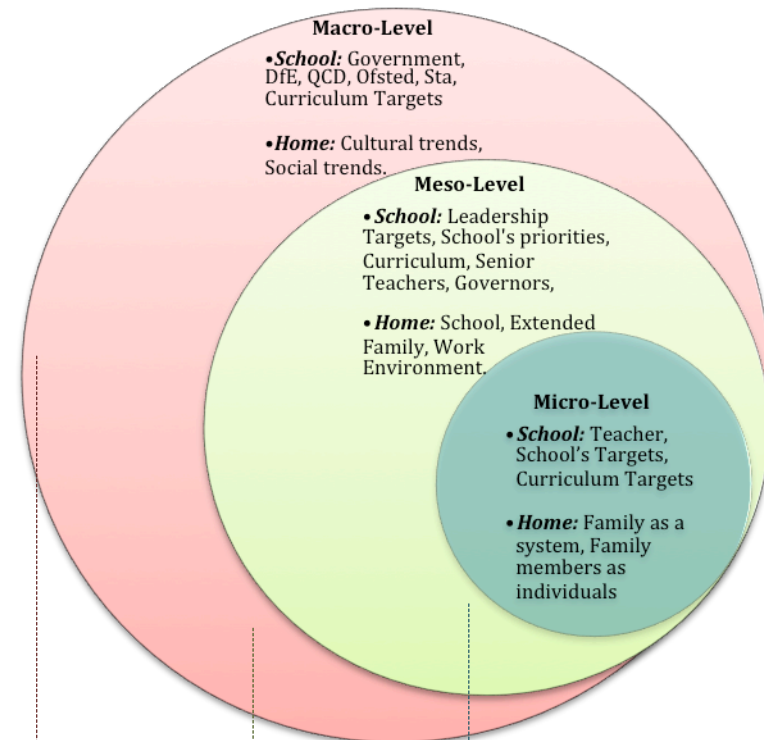 Macro-Level
•School: Government,
DfE, QCD, Ofsted, Sta,
Curriculum Targets
•Home: Cultural trends,
Social trends.
Meso-Level
•School: Leadership
Targets, School's priorities,
Curriculum, Senior
Teachers, Governors,
•Home: School, Extended
Family, Work
Environment.
Micro-Level
•School: Teacher,
School’s Targets,
Curriculum Targets
•Home: Family as a
system, Family
members as
individuals